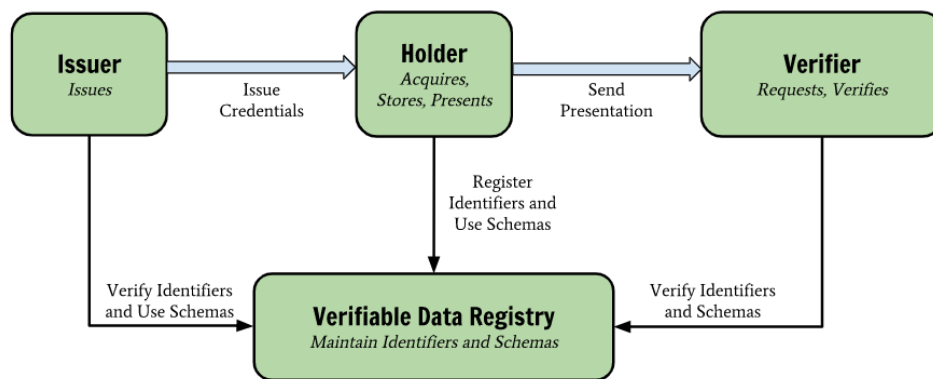 Issuer
Issues
Issue
Credentials
Holder
Acquires,
Stores, Presents
Send
Presentation
Verifier
Requests, Verifies
Register
Identifiers and
Use Schemas
Verify Identifiers
and Use Schemas
Verify Identifiers
and Schemas
Verifiable Data Registry
Maintain Identifiers and Schemas